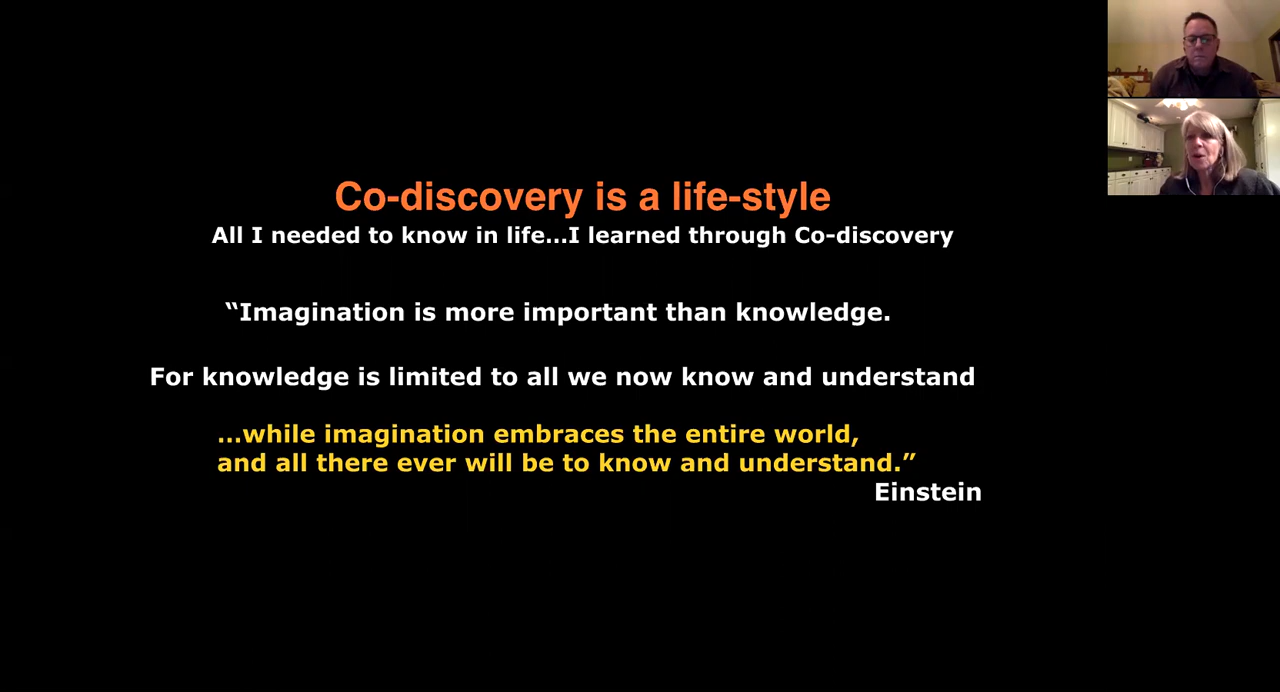 Co-discovery is a life-style
All I needed to know in life...I learned through Co-discovery
“Imagination is more important than knowledge.
For knowledge is limited to all we now know and understand
...while imagination embraces the entire world,
and all there ever will be to know and understand.”
Einstein